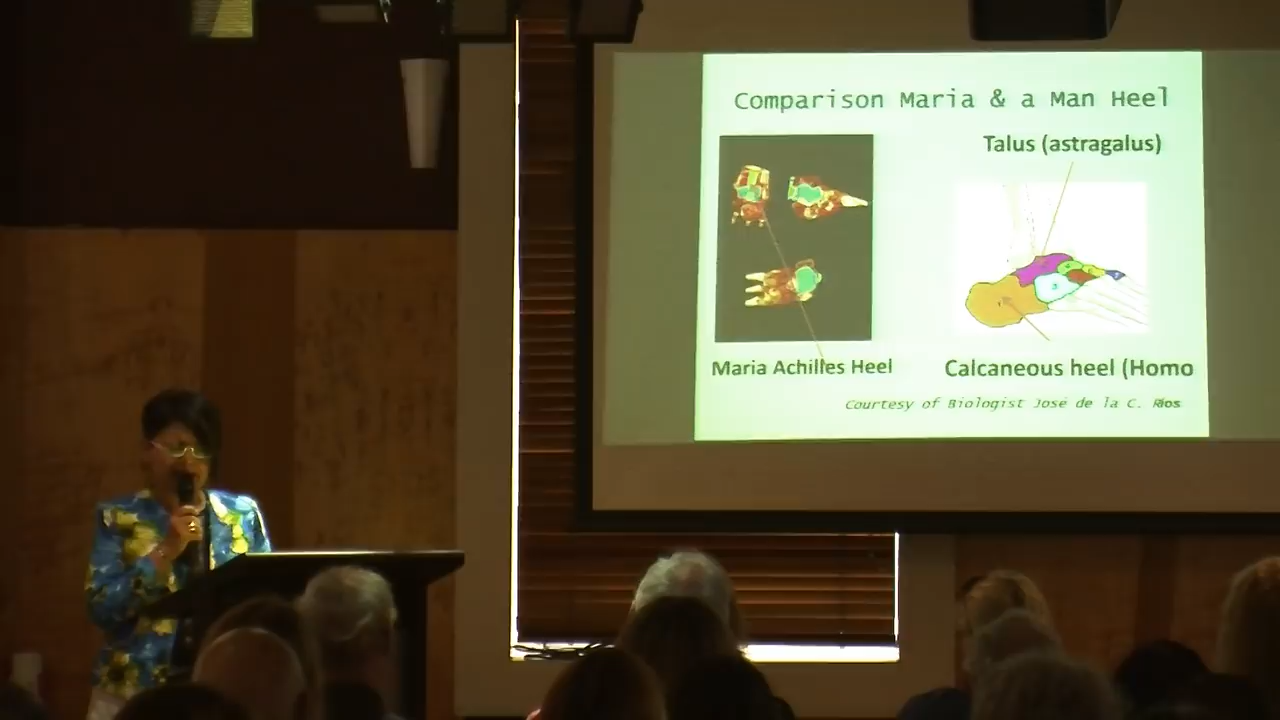 Comparison Maria & a Man Heel
Talus (astragalus)
Maria Achilles Heel
Calcaneous heel (Homo
Courtesy of Biologist José de la C. Ríos